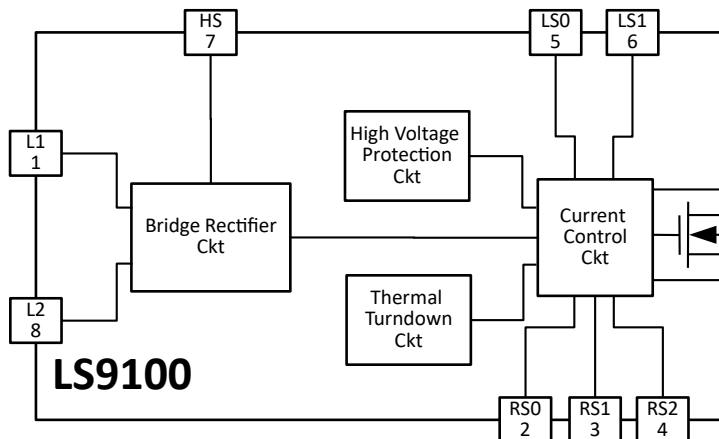 HS
7
LS0
5
LS1
6
L1
1
High Voltage
Protection
Ckt
Bridge Rectifier
Ckt
Current
Control
Ckt
Thermal
Turndown
Ckt
L2
8
LS9100
RS0
2
RS1
3
RS2
4